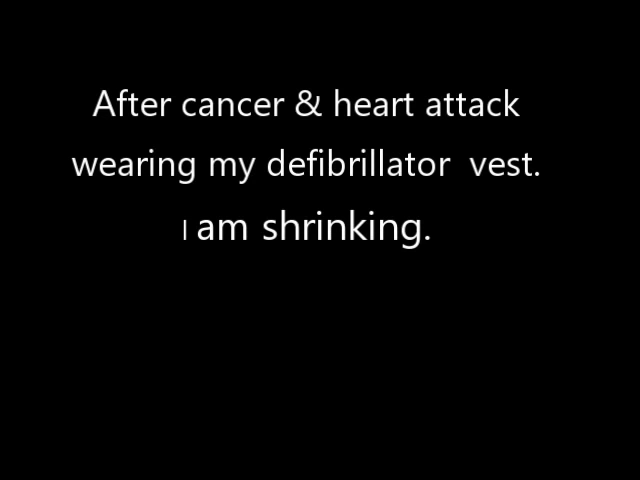 After cancer & heart attack
wearing my defibrillator vest.
I am shrinking.